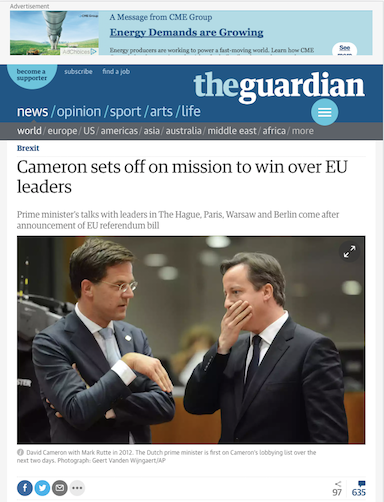 Advertisement
A Message from CME Group
Energy Demands are Growing
Energy producers are working to power a fast-moving world. Learn how CME
See
become a
supporter
subscribe
find a job
theguardian
news / opinion / sport / arts / life
world / europe / US / americas / asia / australia / middle east / africa / more
Brexit
Cameron sets off on mission to win over EU
leaders
Prime minister's talks with leaders in The Hague, Paris, Warsaw and Berlin come after
announcement of EU referendum bill
David Cameron with Mark Rutte in 2012. The Dutch prime minister is first on Cameron's lobbying list over the
next two days. Photograph: Geert Vanden Wijngaert/AP
97
635